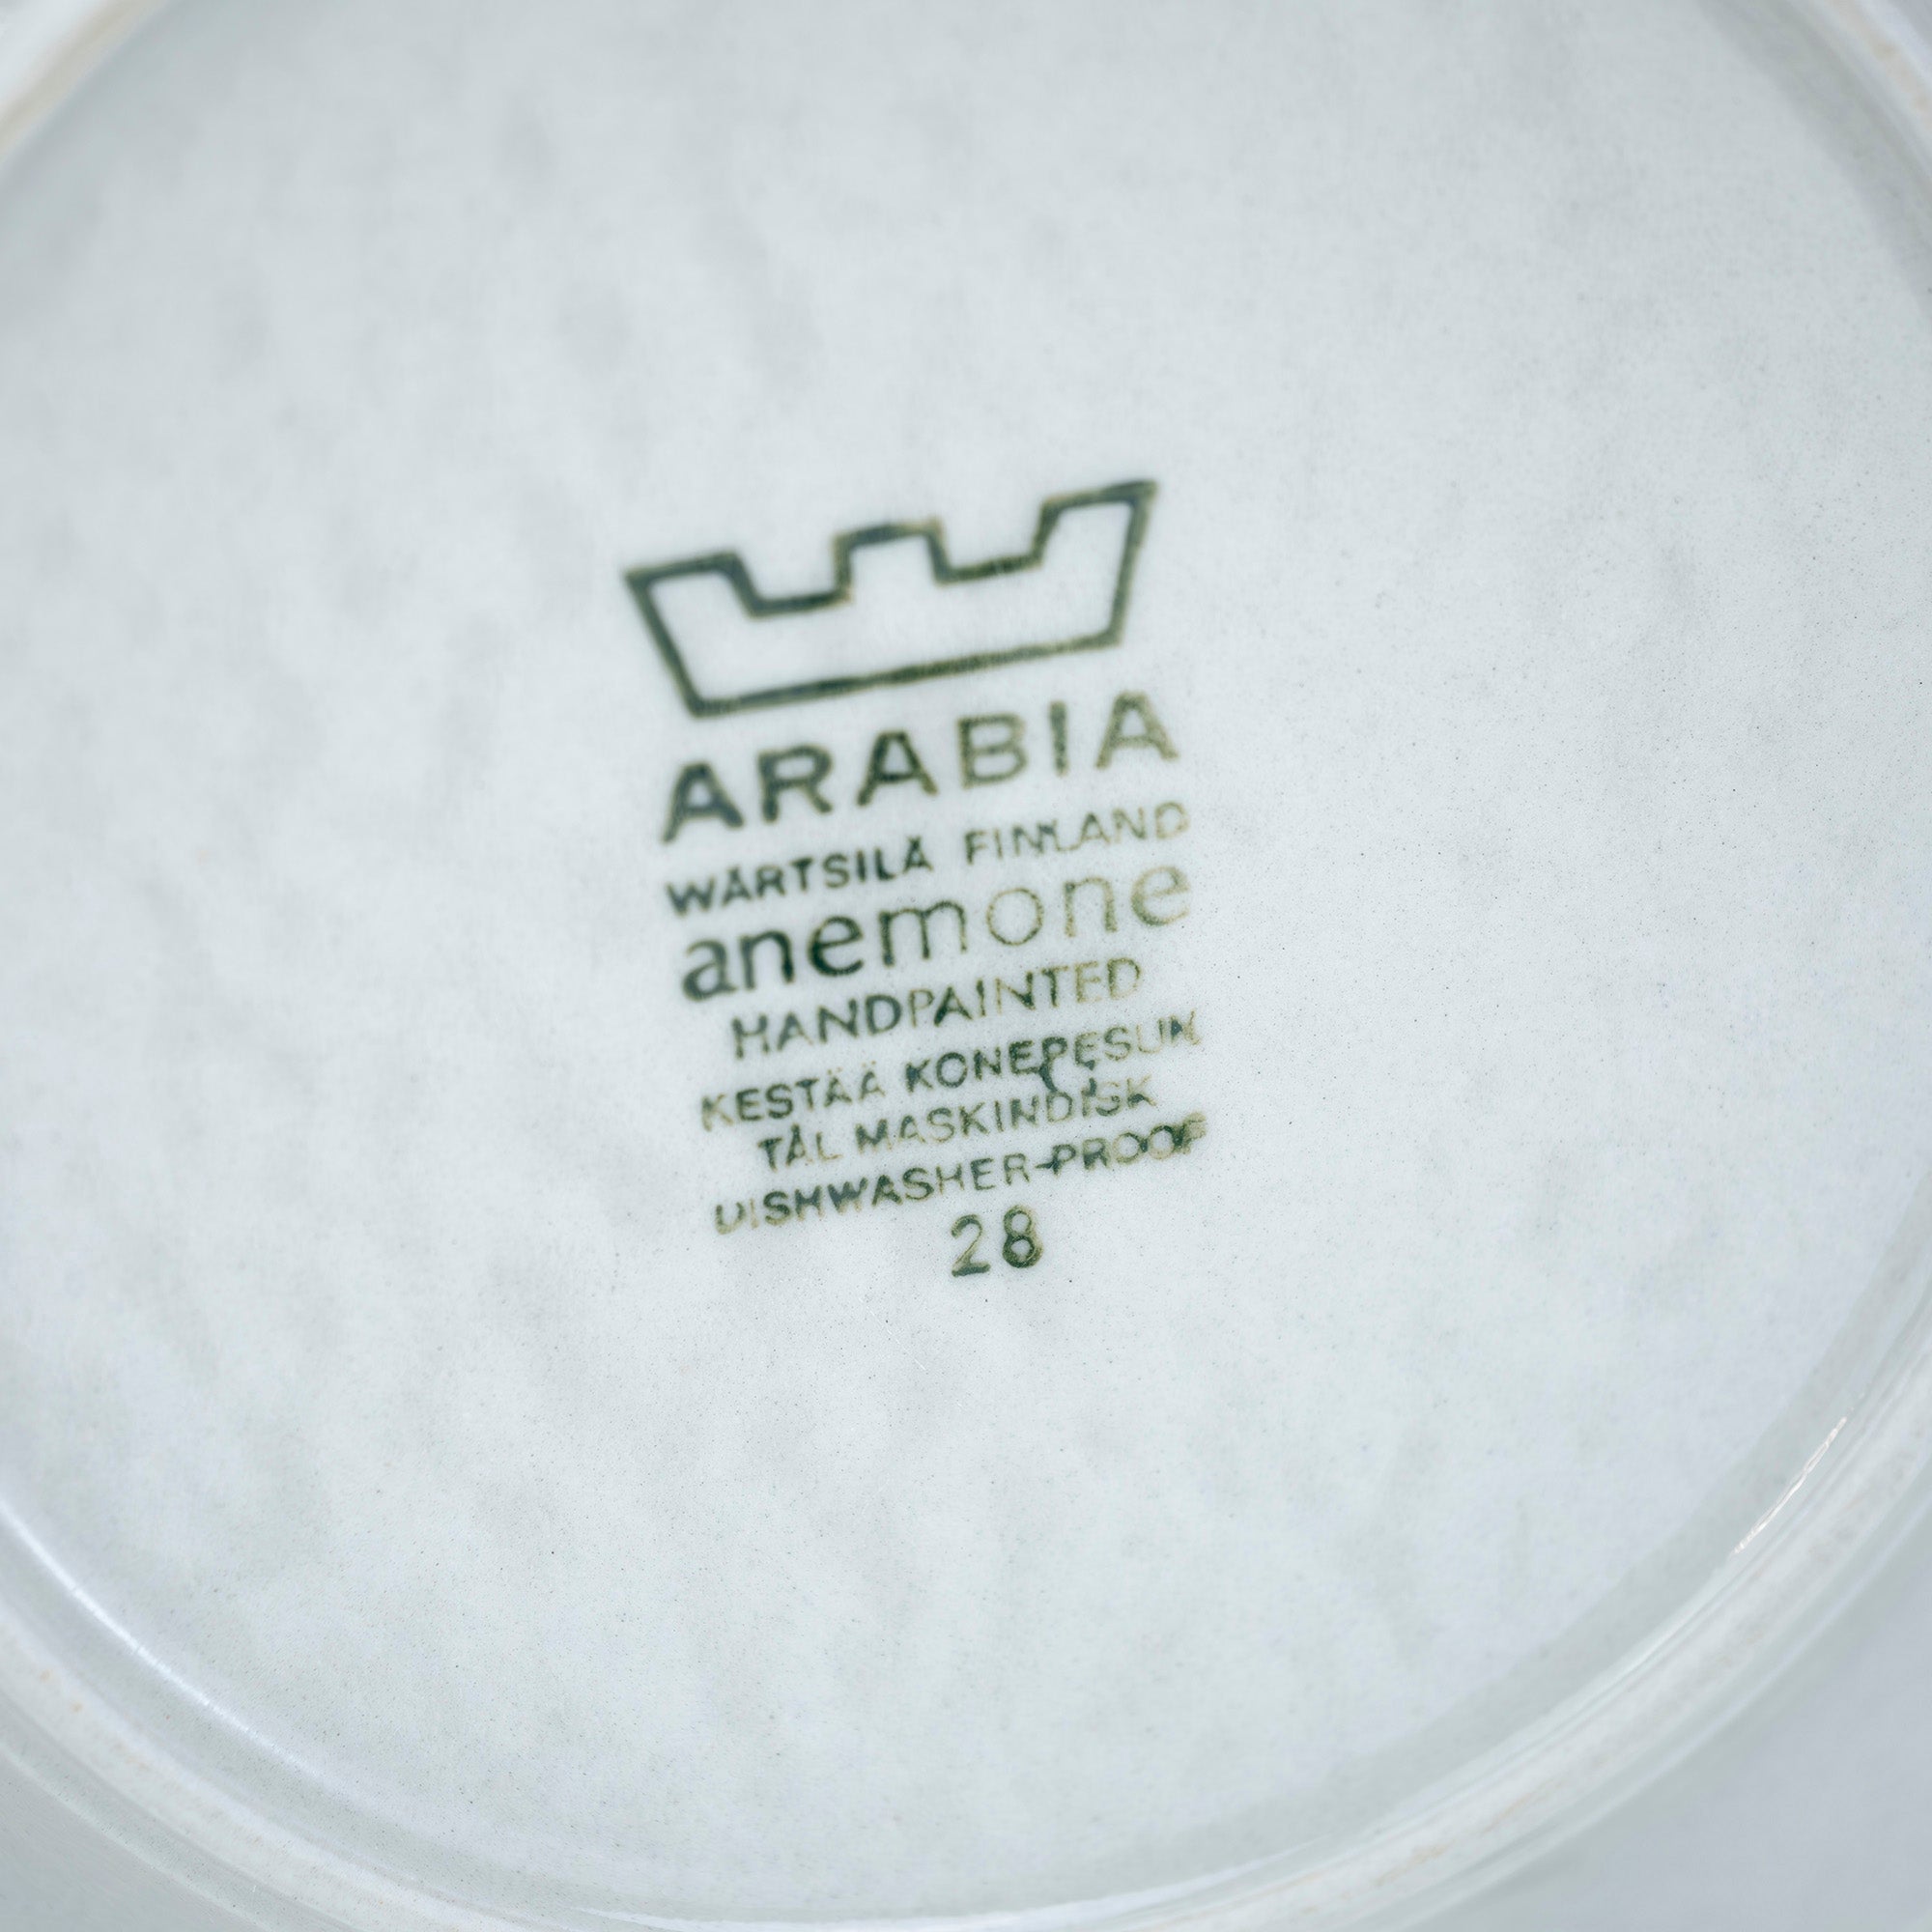 ARABIA
WÄRTSILÄ FINLAND
anemone
HANDPAINTED
KESTÄÄ KONEPESUN
TÅL MASKINDISK
DISHWASHER-PROOF
28